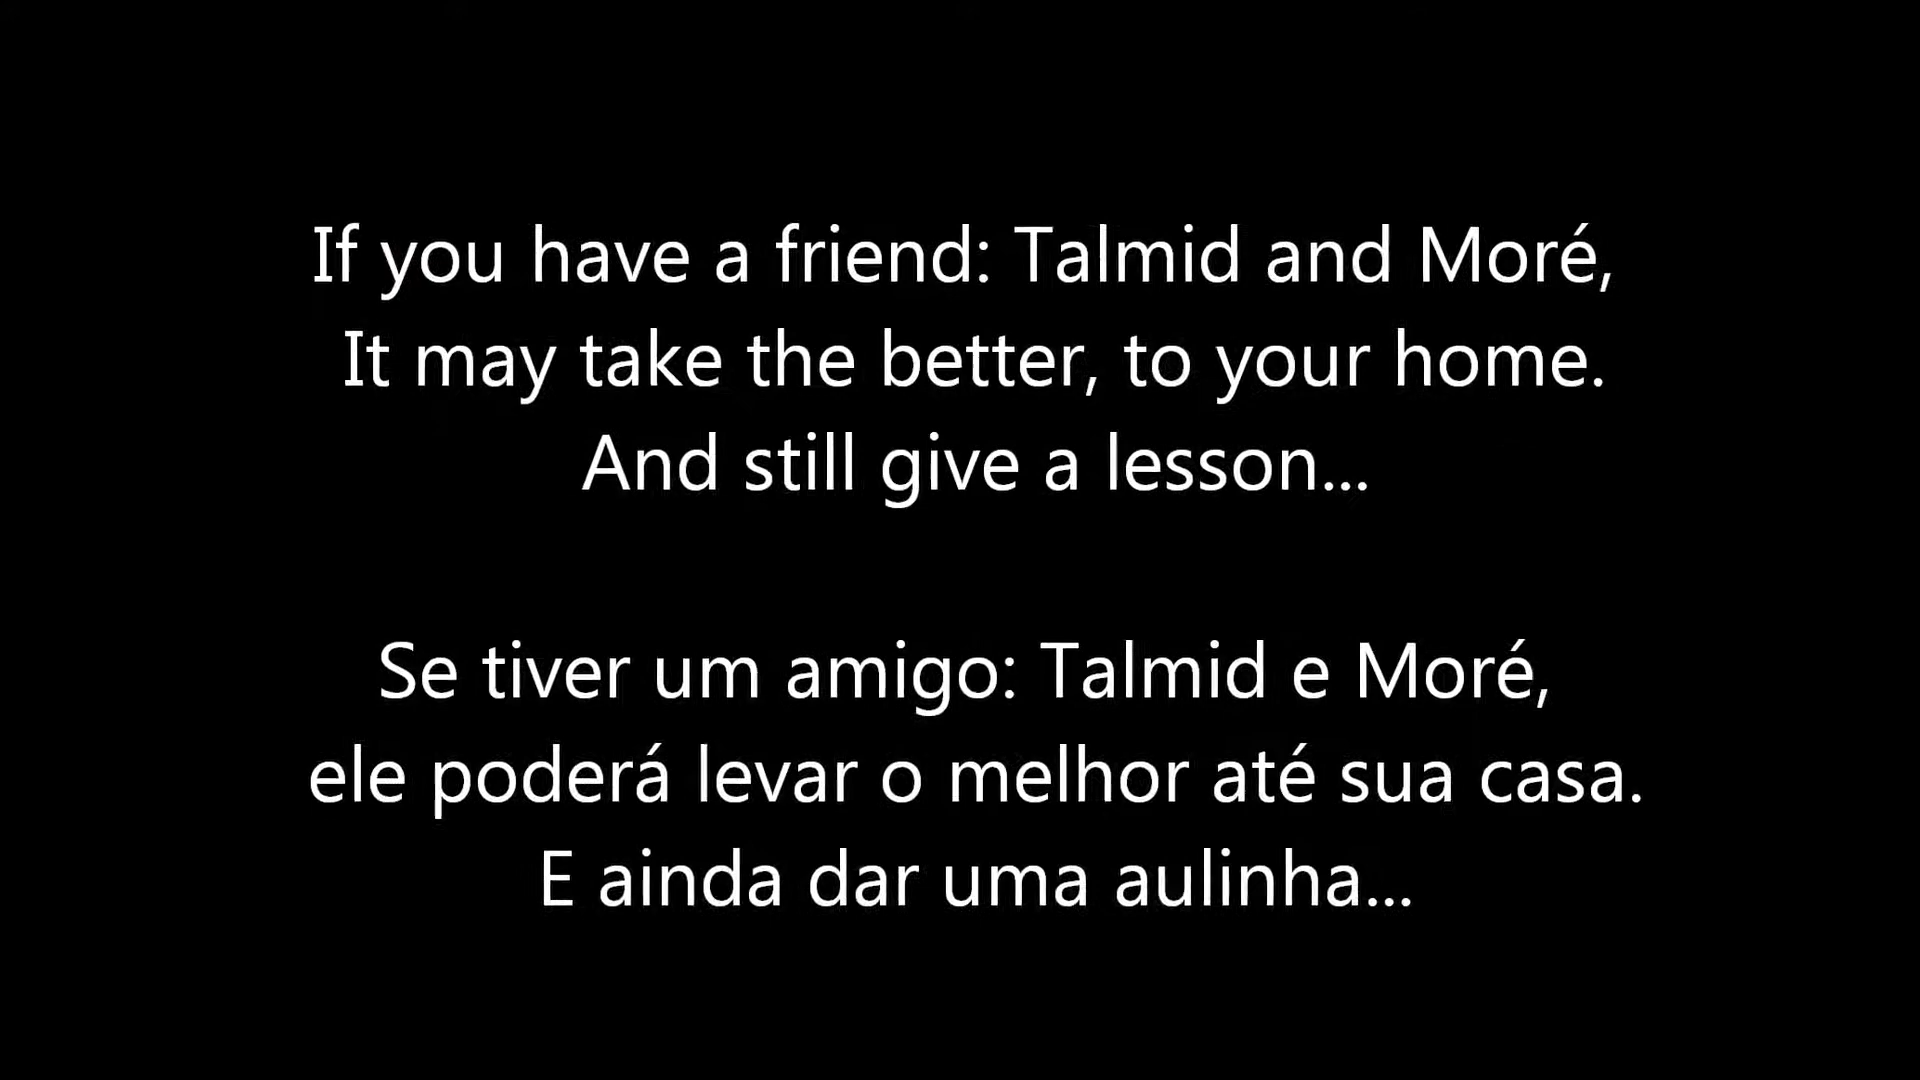 If you have a friend: Talmid and Moré,
It may take the better, to your home.
And still give a lesson...
Se tiver um amigo: Talmid e Moré,
ele poderá levar o melhor até sua casa.
E ainda dar uma aulinha...